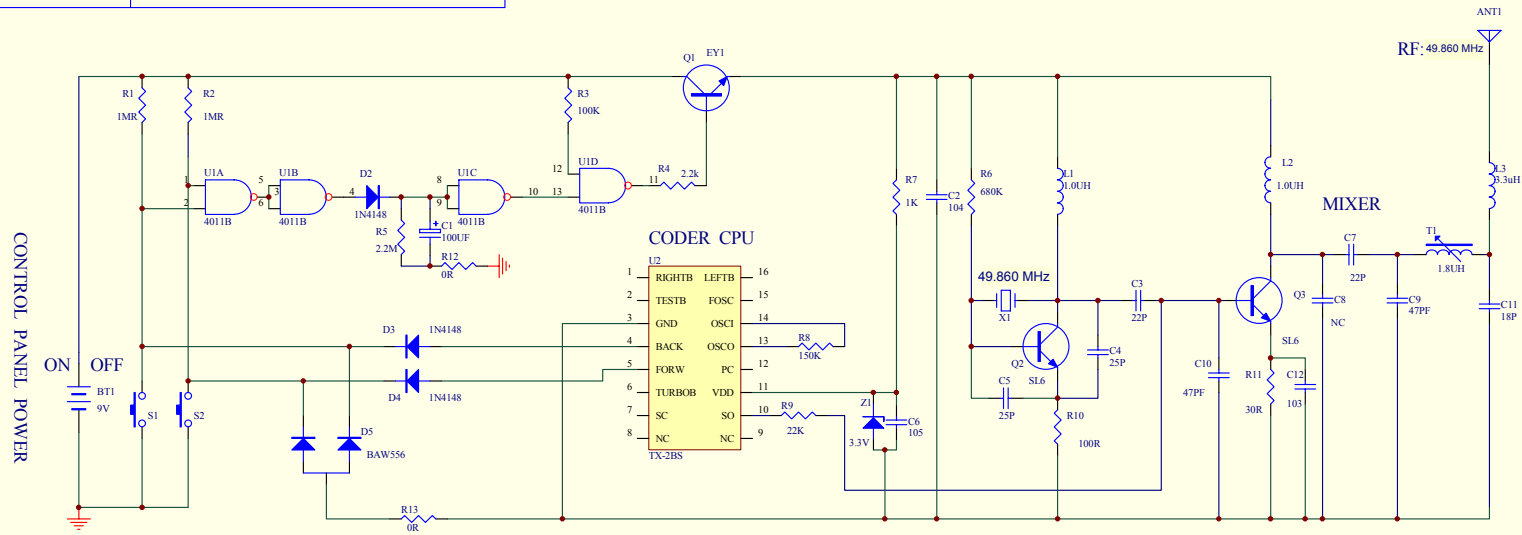 ANT1
RF: 49.860 MHz
Q1
EY1
R1
1MR
R2
1MR
R3
100K
U1A
1
2
4011B
U1B
5
3
6
4
4011B
D2
1N4148
R5
2.2M
C1
+
100UF
R12
0R
U1C
8
9
10
4011B
U1D
12
13
11
4011B
R4
2.2k
R7
1K
C2
104
R6
680K
L1
1.0UH
L2
1.0UH
L3
3.3uH
MIXER
CODER CPU
U2
1 RIGHTB LEFTB 16
2 TESTB FOSC 15
3 GND OSCI 14
4 BACK OSCO 13
5 FORW PC 12
6 TURBOB VDD 11
7 SC SO 10
8 NC NC 9
TX-2BS
R8
150K
R9
22K
Z1
3.3V
C6
105
49.860 MHz
X1
Q2
SL6
C5
25P
C4
25P
R10
100R
C3
22P
C10
47PF
Q3
SL6
R11
30R
C12
103
C8
NC
C7
22P
C9
47PF
T1
1.8UH
C11
18P
CONTROL PANEL POWER
ON OFF
BT1
9V
S1
S2
D3
1N4148
D4
1N4148
D5
BAW556
R13
0R